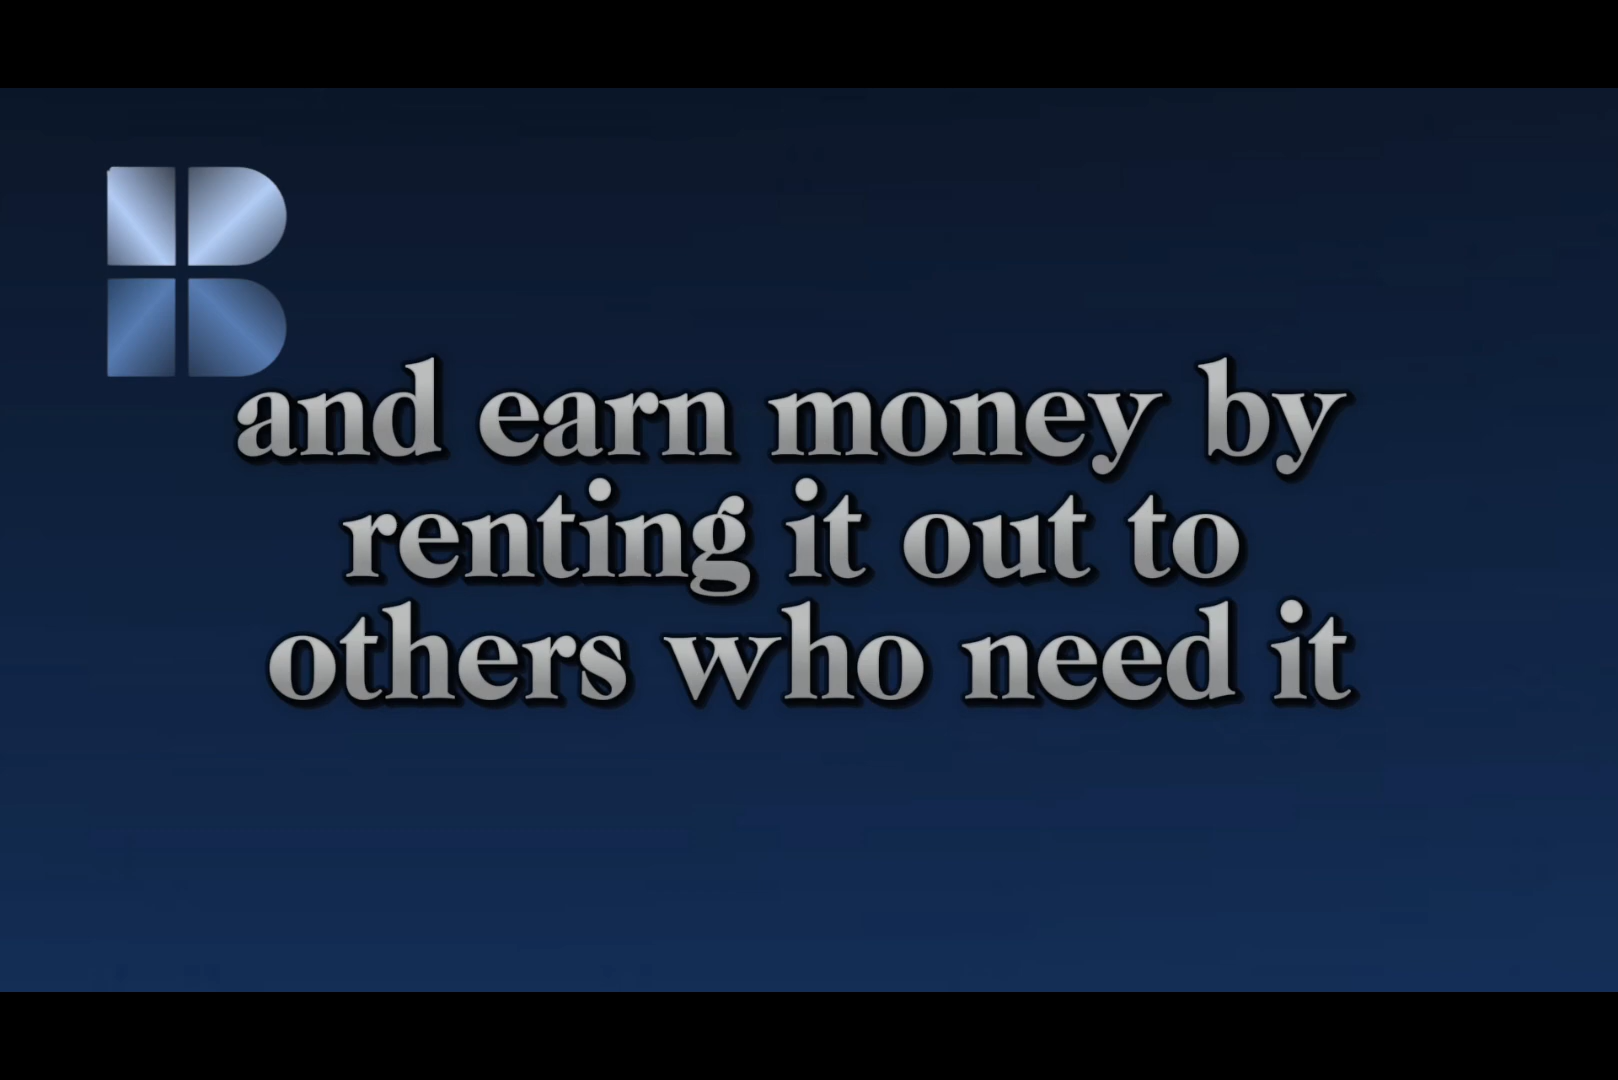 B
and earn money by
renting it out to
others who need it